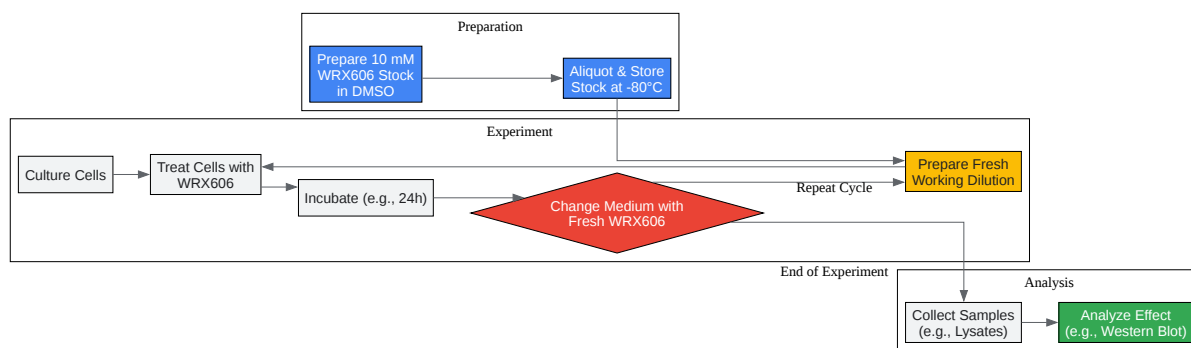 Preparation
Prepare 10 mM
WRX606 Stock
in DMSO
Aliquot & Store
Stock at -80°C
Experiment
Culture Cells
Treat Cells with
WRX606
Incubate (e.g., 24h)
Change Medium with
Fresh WRX606
Repeat Cycle
Prepare Fresh
Working Dilution
End of Experiment
Analysis
Collect Samples
(e.g., Lysates)
Analyze Effect
(e.g., Western Blot)